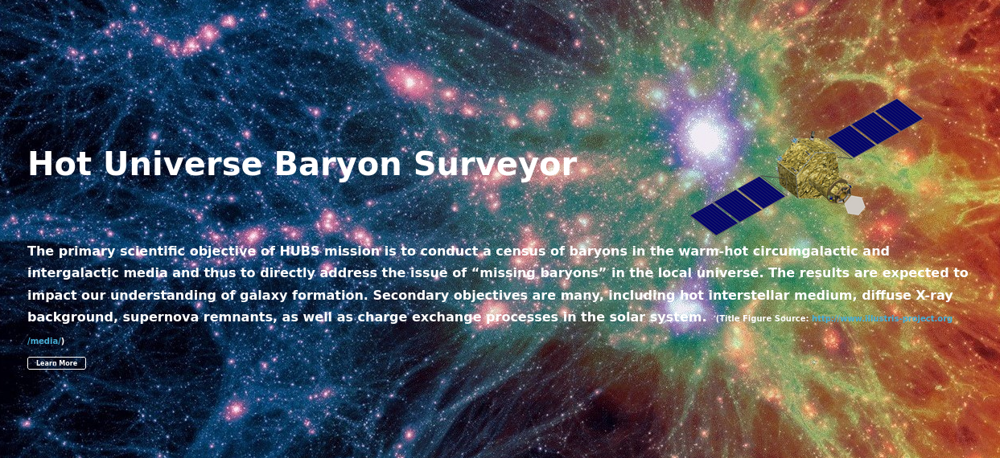 Hot Universe Baryon Surveyor
The primary scientific objective of HUBS mission is to conduct a census of baryons in the warm-hot circumgalactic and
intergalactic media and thus to directly address the issue of “missing baryons” in the local universe. The results are expected to
impact our understanding of galaxy formation. Secondary objectives are many, including hot interstellar medium, diffuse X-ray
background, supernova remnants, as well as charge exchange processes in the solar system. (Title Figure Source: http://www.illustris-project.org
/media/)
Learn More